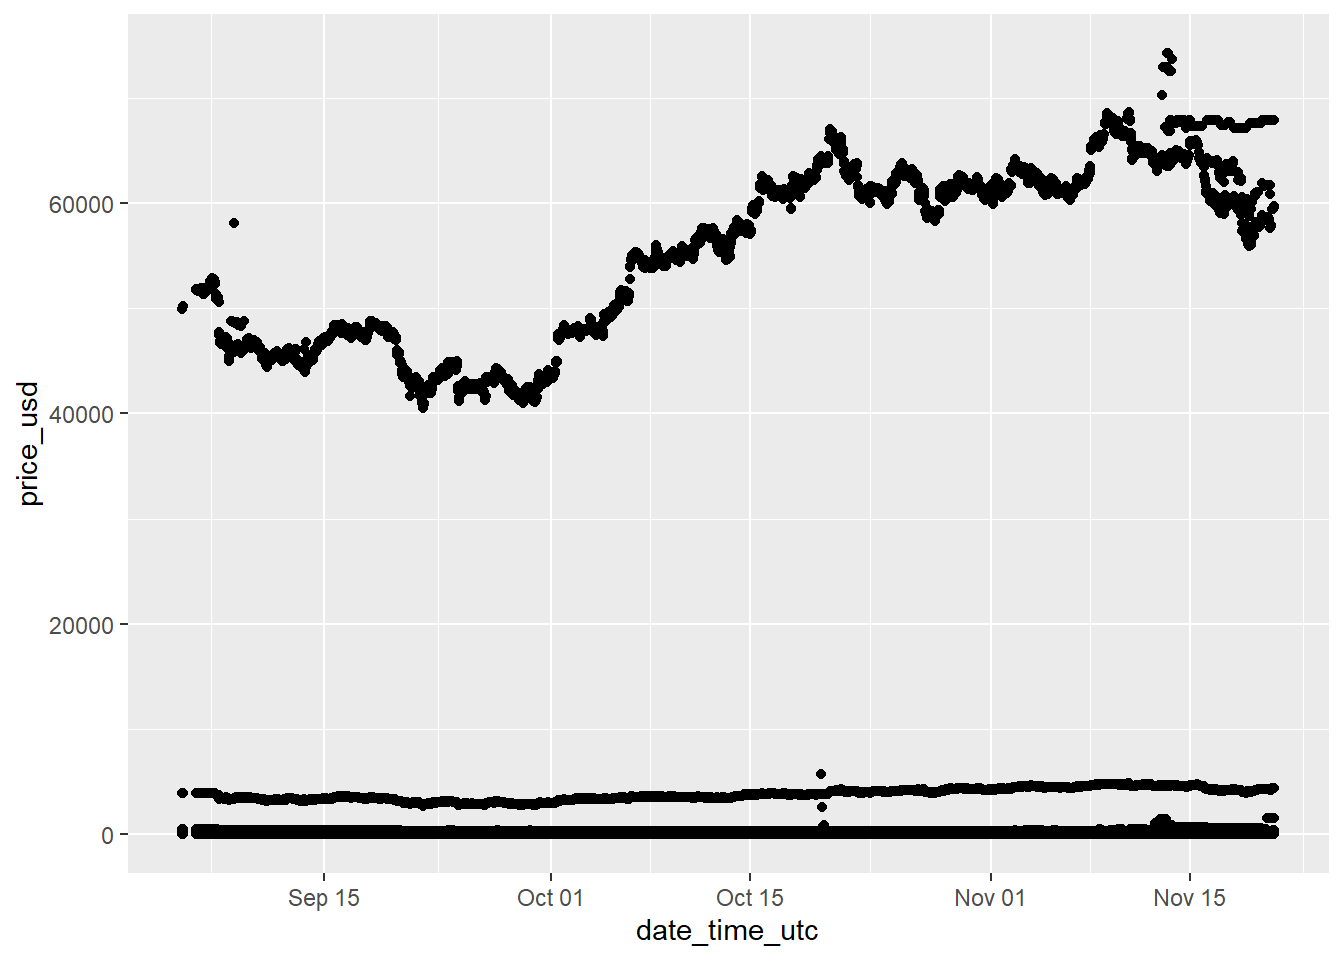 price_usd
60000
40000
20000
0
Sep 15
Oct 01
Oct 15
Nov 01
Nov 15
date_time_utc